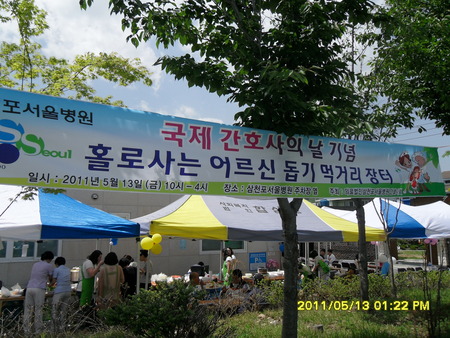 포서울병원
Seoul
국제 간호사의 날 기념
홀로사는 어르신 돕기 먹거리 장터
일시 : 2011년 5월 13일 (금) 10시 - 4시
장소 : 삼천포서울병원 주차장 옆
2011/05/13 01:22 PM